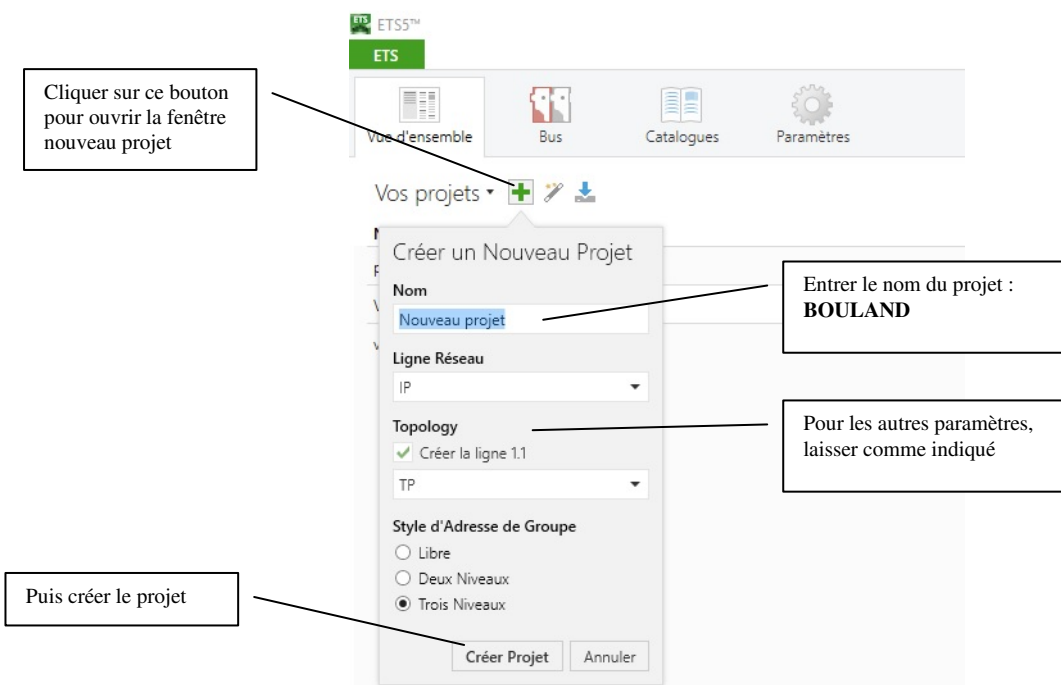 ETS ETS5™
ETS
Cliquer sur ce bouton
pour ouvrir la fenêtre
nouveau projet
Vue d'ensemble Bus Catalogues Paramètres
Vos projets
Créer un Nouveau Projet
Nom
Nouveau projet
Entrer le nom du projet :
BOULAND
Ligne Réseau
IP
Topology
Créer la ligne 1.1
TP
Pour les autres paramètres,
laisser comme indiqué
Style d'Adresse de Groupe
Libre
Deux Niveaux
Trois Niveaux
Puis créer le projet
Créer Projet Annuler